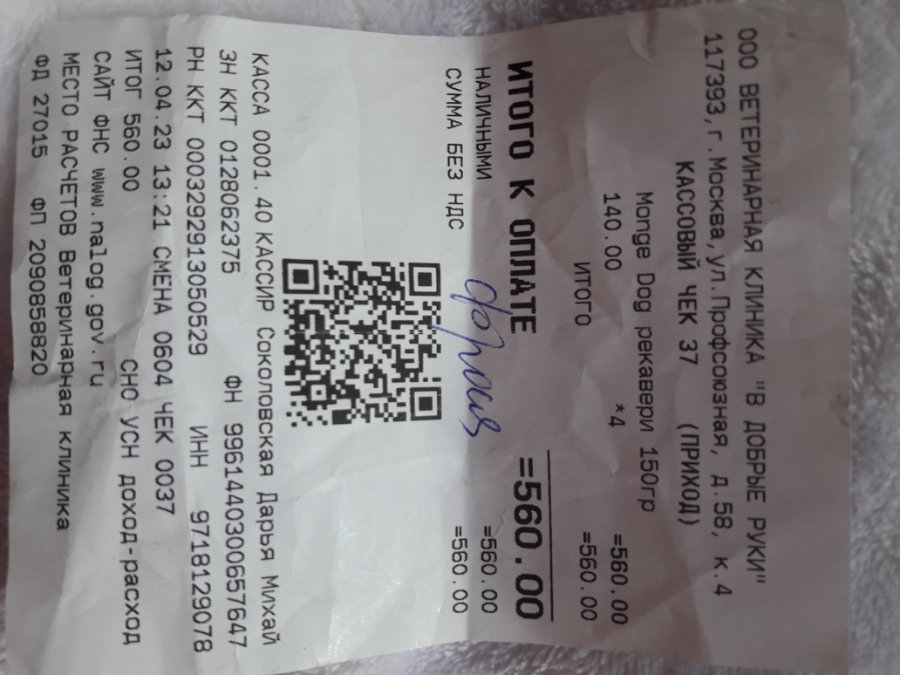 ООО ВЕТЕРИНАРНАЯ КЛИНИКА "В ДОБРЫЕ РУКИ"
117393,г.Москва,ул.Профсоюзная, д.58, к.4
КАССОВЫЙ ЧЕК 37 (ПРИХОД)
Monge Dog рекавери 150гр
140.00 *4 =560.00
ИТОГО =560.00
ИТОГО К ОПЛАТЕ =560.00
НАЛИЧНЫМИ =560.00
СУММА БЕЗ НДС =560.00
КАССА 0001.40 КАССИР Соколовская Дарья Михай
ЗН ККТ 0128062375 ФН 9961440300657647
РН ККТ 0003292913050529 ИНН 9718129078
12.04.23 13:21 СМЕНА 0604 ЧЕК 0037
ИТОГ 560.00 СНО УСН доход-расход
САЙТ ФНС www.nalog.gov.ru
МЕСТО РАСЧЕТОВ Ветеринарная клиника
ФД 27015 ФП 2090858820